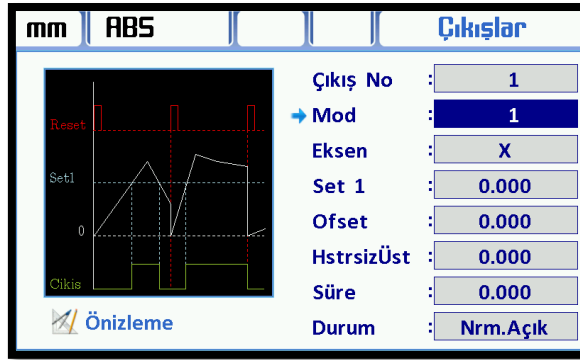 mm ABS Çıkışlar
Çıkış No : 1
Mod : 1
Eksen : X
Set 1 : 0.000
Ofset : 0.000
HstrsizÜst : 0.000
Süre : 0.000
Durum : Nrm.Açık
Reset
Set1
0
Cikis
Önizleme